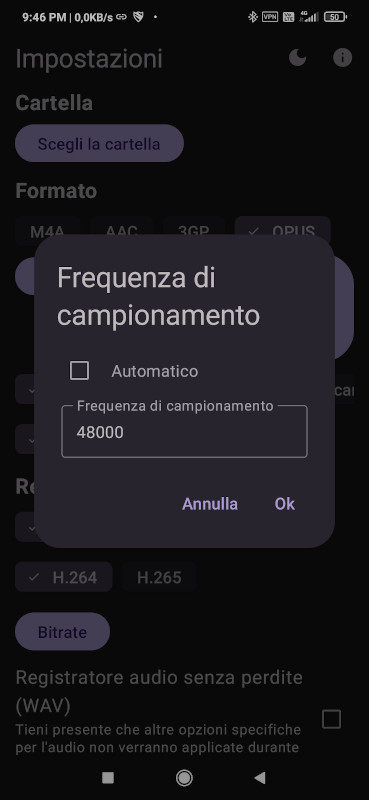 9:46 PM | 0,0KB/s
VPN
4G
50
Impostazioni
Cartella
Scegli la cartella
Formato
M4A
AAC
3GP
OPUS
Frequenza di
campionamento
Automatico
Frequenza di campionamento
48000
Annulla
Ok
H.264
H.265
Bitrate
Registratore audio senza perdite
(WAV)
Tieni presente che altre opzioni specifiche
per l'audio non verranno applicate durante